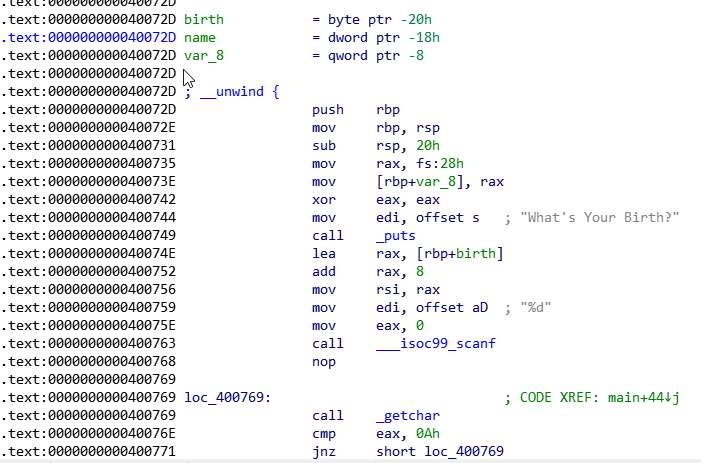 .text:000000000040072D
.text:000000000040072D birth = byte ptr -20h
.text:000000000040072D name = dword ptr -18h
.text:000000000040072D var_8 = qword ptr -8
.text:000000000040072D
.text:000000000040072D ; __unwind {
.text:000000000040072D push rbp
.text:000000000040072E mov rbp, rsp
.text:0000000000400731 sub rsp, 20h
.text:0000000000400735 mov rax, fs:28h
.text:000000000040073E mov [rbp+var_8], rax
.text:0000000000400742 xor eax, eax
.text:0000000000400744 mov edi, offset s ; "What's Your Birth?"
.text:0000000000400749 call _puts
.text:000000000040074E lea rax, [rbp+birth]
.text:0000000000400752 add rax, 8
.text:0000000000400756 mov rsi, rax
.text:0000000000400759 mov edi, offset aD ; "%d"
.text:000000000040075E mov eax, 0
.text:0000000000400763 call ___isoc99_scanf
.text:0000000000400768 nop
.text:0000000000400769
.text:0000000000400769 loc_400769: ; CODE XREF: main+44↓j
.text:0000000000400769 call _getchar
.text:000000000040076E cmp eax, 0Ah
.text:0000000000400771 jnz short loc_400769